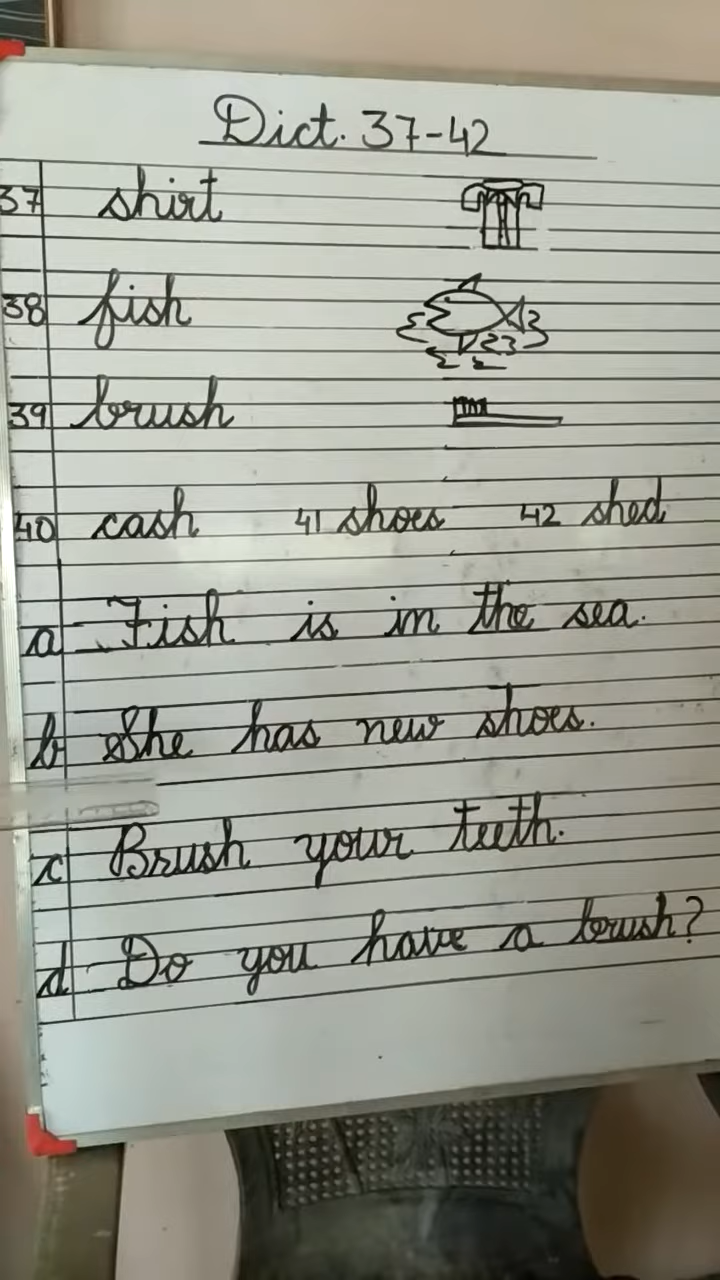 Dict. 37-42
37 shirt
38 fish
39 brush
40 cash 41 shoes 42 shed
a Fish is in the sea.
b She has new shoes.
c Brush your teeth.
d Do you have a brush?